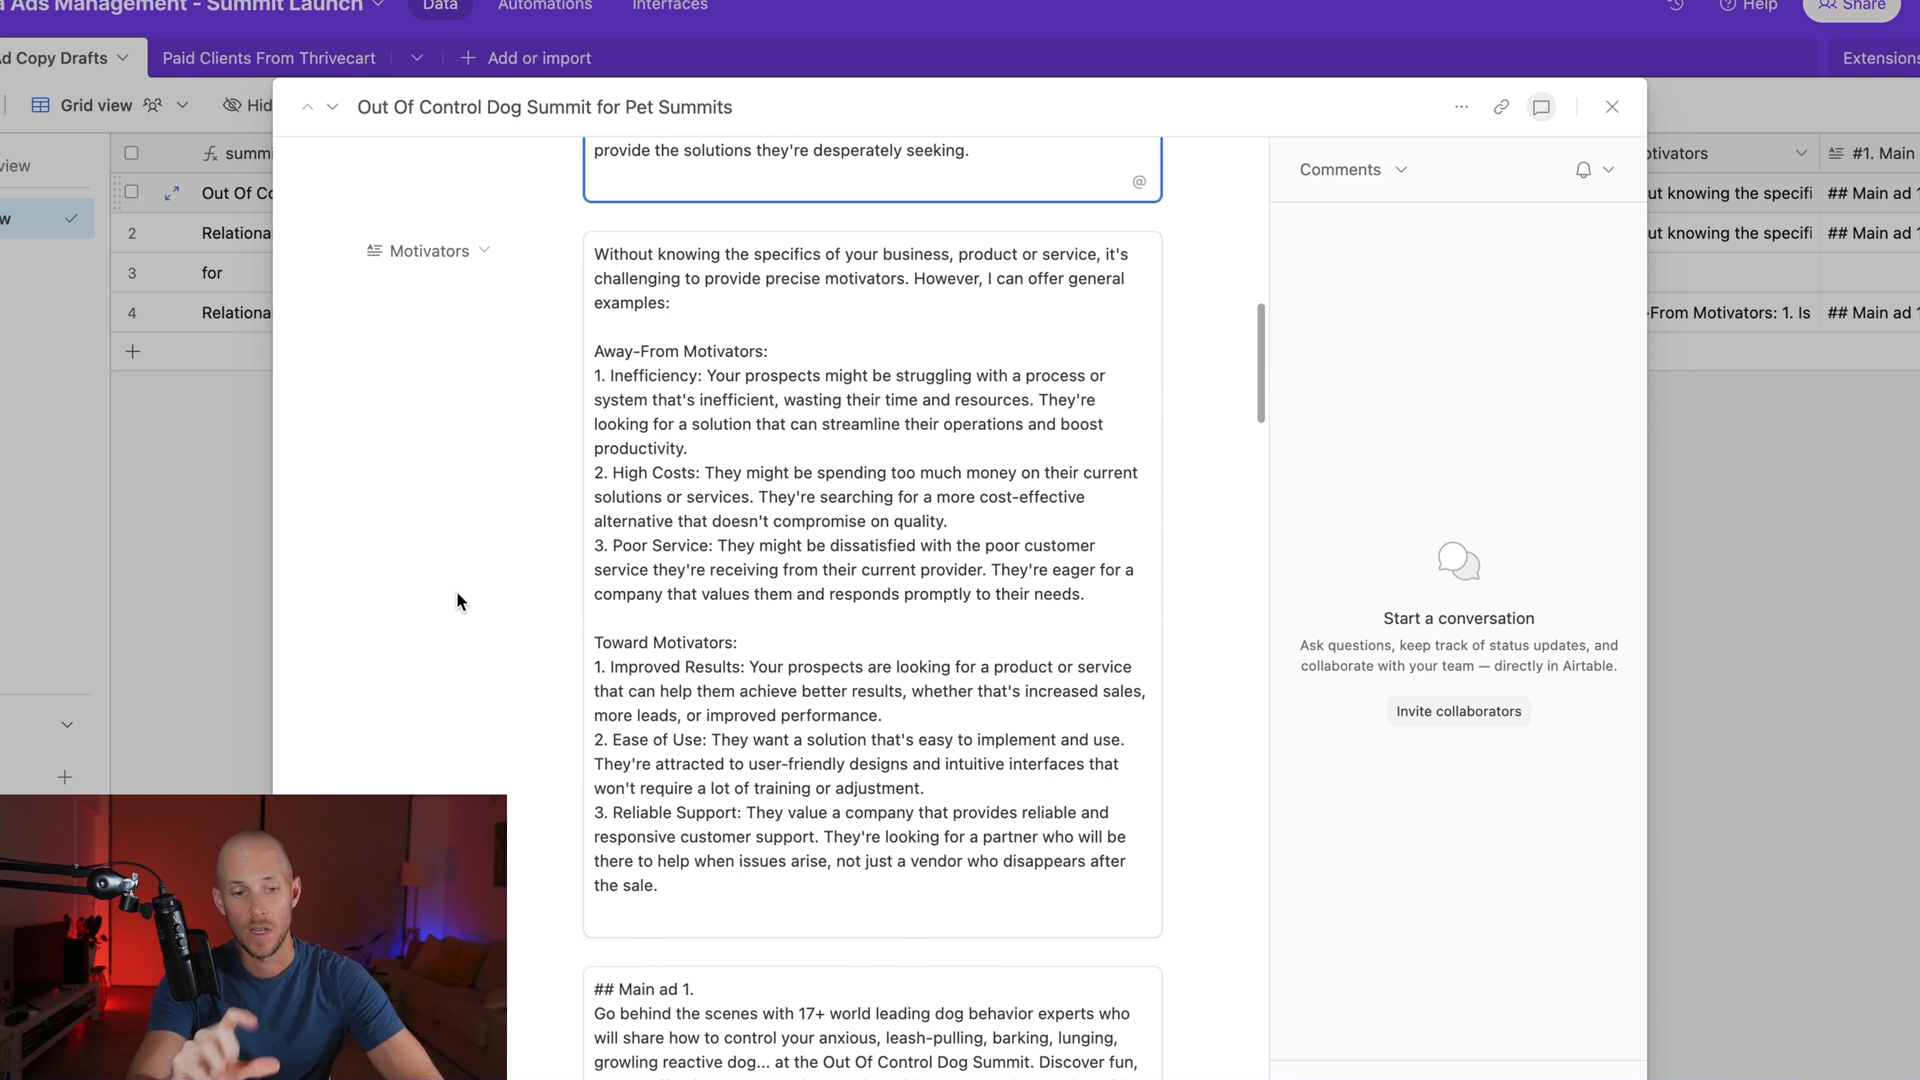 Ads Management - Summit Launch
Data
Automations
Interfaces
Help
Share
Ad Copy Drafts
Paid Clients From Thrivecart
Add or import
Extensions
Grid view
Hid
Out Of Control Dog Summit for Pet Summits
view
summi
Comments
otivators
#1. Main
provide the solutions they're desperately seeking.
@
Out Of Co
ut knowing the specifi
## Main ad 1
w
2
Relationa
ut knowing the specifi
## Main ad 1
3
for
4
Relationa
-From Motivators: 1. Is
## Main ad 1
Motivators
Without knowing the specifics of your business, product or service, it's
challenging to provide precise motivators. However, I can offer general
examples:
Away-From Motivators:
1. Inefficiency: Your prospects might be struggling with a process or
system that's inefficient, wasting their time and resources. They're
looking for a solution that can streamline their operations and boost
productivity.
2. High Costs: They might be spending too much money on their current
solutions or services. They're searching for a more cost-effective
alternative that doesn't compromise on quality.
3. Poor Service: They might be dissatisfied with the poor customer
service they're receiving from their current provider. They're eager for a
company that values them and responds promptly to their needs.
Toward Motivators:
1. Improved Results: Your prospects are looking for a product or service
that can help them achieve better results, whether that's increased sales,
more leads, or improved performance.
2. Ease of Use: They want a solution that's easy to implement and use.
They're attracted to user-friendly designs and intuitive interfaces that
won't require a lot of training or adjustment.
3. Reliable Support: They value a company that provides reliable and
responsive customer support. They're looking for a partner who will be
there to help when issues arise, not just a vendor who disappears after
the sale.
Start a conversation
Ask questions, keep track of status updates, and
collaborate with your team — directly in Airtable.
Invite collaborators
## Main ad 1.
Go behind the scenes with 17+ world leading dog behavior experts who
will share how to control your anxious, leash-pulling, barking, lunging,
growling reactive dog... at the Out Of Control Dog Summit. Discover fun,